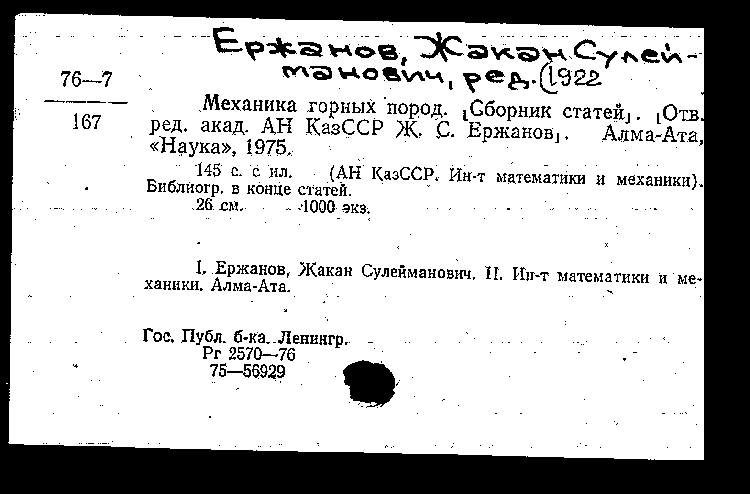 Ержанов, Жакан Сулей-
манович, ред. (1922
76—7
167
Механика горных пород. [Сборник статей]. [Отв.
ред. акад. АН КазССР Ж. С. Ержанов]. Алма-Ата,
«Наука», 1975.
145 с. с ил. (АН КазССР. Ин-т математики и механики).
Библиогр. в конце статей.
26 см. 1000 экз.
I. Ержанов, Жакан Сулейманович. II. Ин-т математики и ме-
ханики. Алма-Ата.
Гос. Публ. б-ка. Ленингр.
Рг 2570—76
75—56929